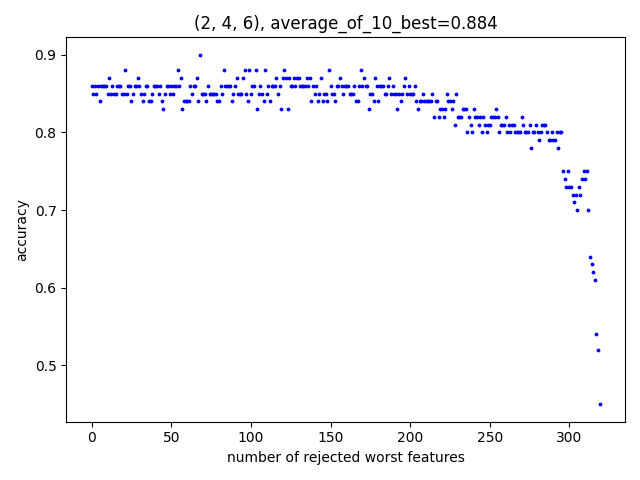 (2, 4, 6), average_of_10_best=0.884
accuracy
0.9
0.8
0.7
0.6
0.5
0 50 100 150 200 250 300
number of rejected worst features